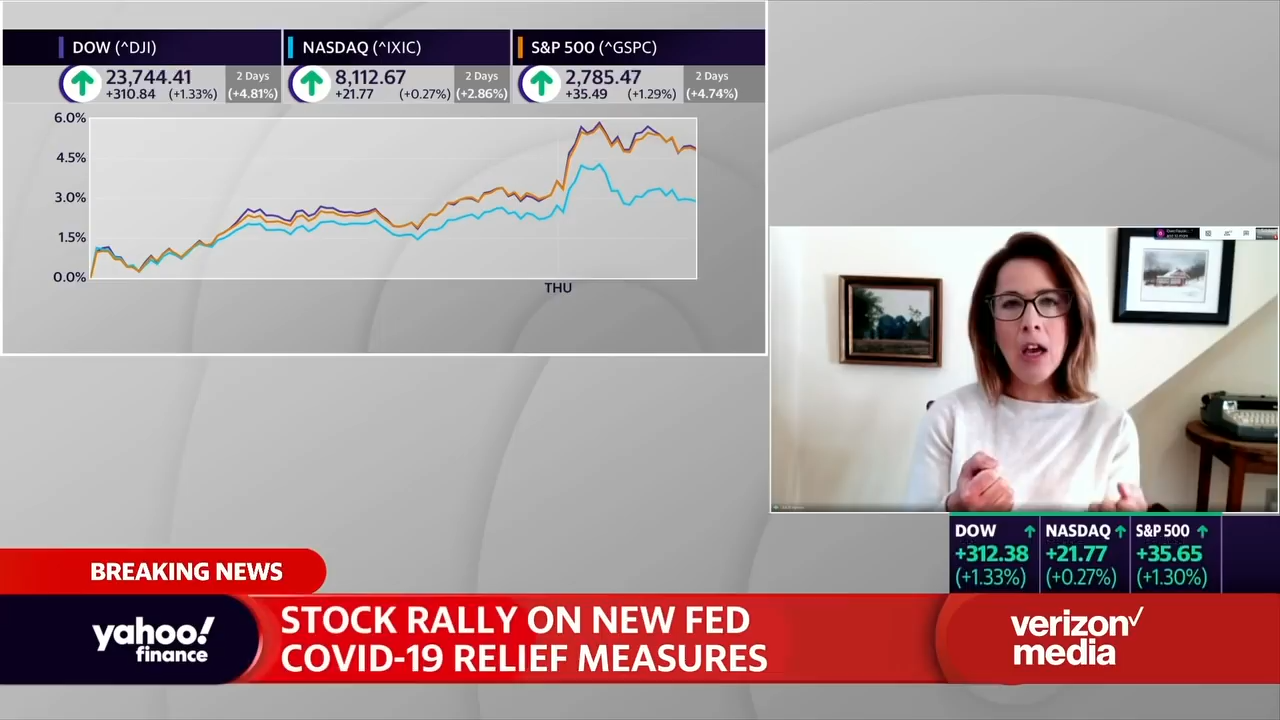 DOW (^DJI)
23,744.41
+310.84 (+1.33%)
2 Days
(+4.81%)
NASDAQ (^IXIC)
8,112.67
+21.77 (+0.27%)
2 Days
(+2.86%)
S&P 500 (^GSPC)
2,785.47
+35.49 (+1.29%)
2 Days
(+4.74%)
6.0%
4.5%
3.0%
1.5%
0.0%
THU
DOW
+312.38
(+1.33%)
NASDAQ
+21.77
(+0.27%)
S&P 500
+35.65
(+1.30%)
BREAKING NEWS
yahoo!
finance
STOCK RALLY ON NEW FED
COVID-19 RELIEF MEASURES
verizon✓
media